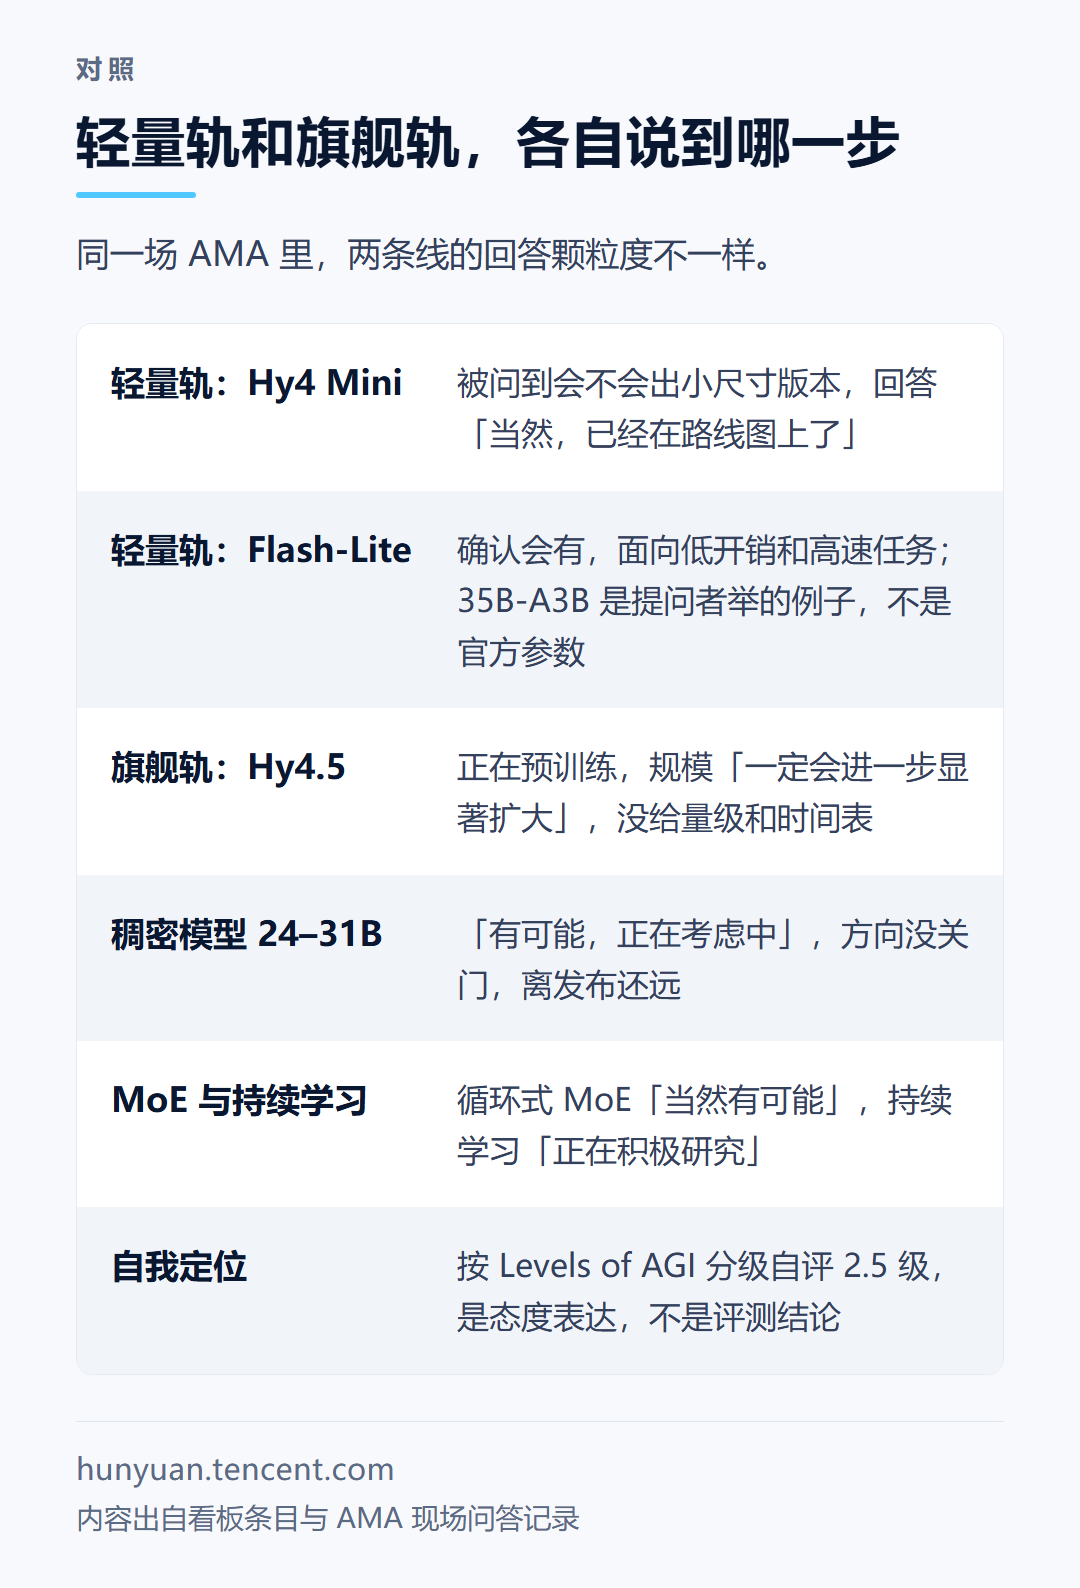 对照
轻量轨和旗舰轨，各自说到哪一步
同一场 AMA 里，两条线的回答颗粒度不一样。
轻量轨：Hy4 Mini
被问到会不会出小尺寸版本，回答
「当然，已经在路线图上了」
轻量轨：Flash-Lite
确认会有，面向低开销和高速任务；
35B-A3B 是提问者举的例子，不是
官方参数
旗舰轨：Hy4.5
正在预训练，规模「一定会进一步显
著扩大」，没给量级和时间表
稠密模型 24–31B
「有可能，正在考虑中」，方向没关
门，离发布还远
MoE 与持续学习
循环式 MoE「当然有可能」，持续
学习「正在积极研究」
自我定位
按 Levels of AGI 分级自评 2.5 级，
是态度表达，不是评测结论
hunyuan.tencent.com
内容出自看板条目与 AMA 现场问答记录